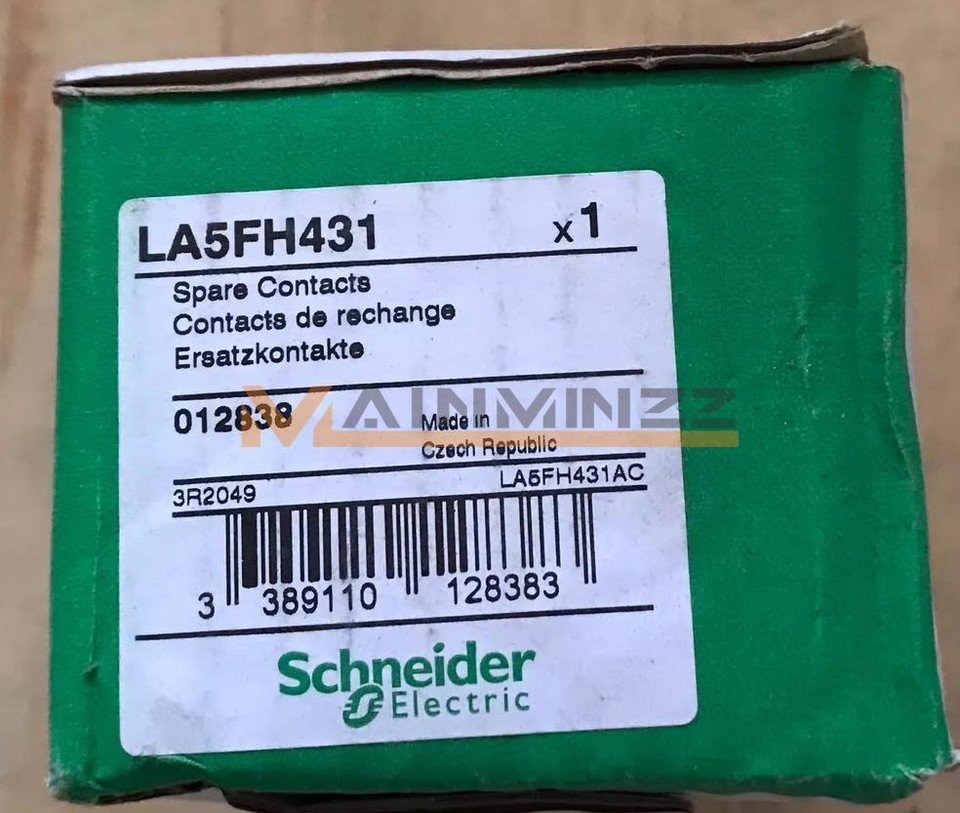 LA5FH431 x1
Spare Contacts
Contacts de rechange
Ersatzkontakte
012838 Made in
Czech Republic
MAINMINZZ
3R2049 LA5FH431AC
3 389110 128383
Schneider
Electric